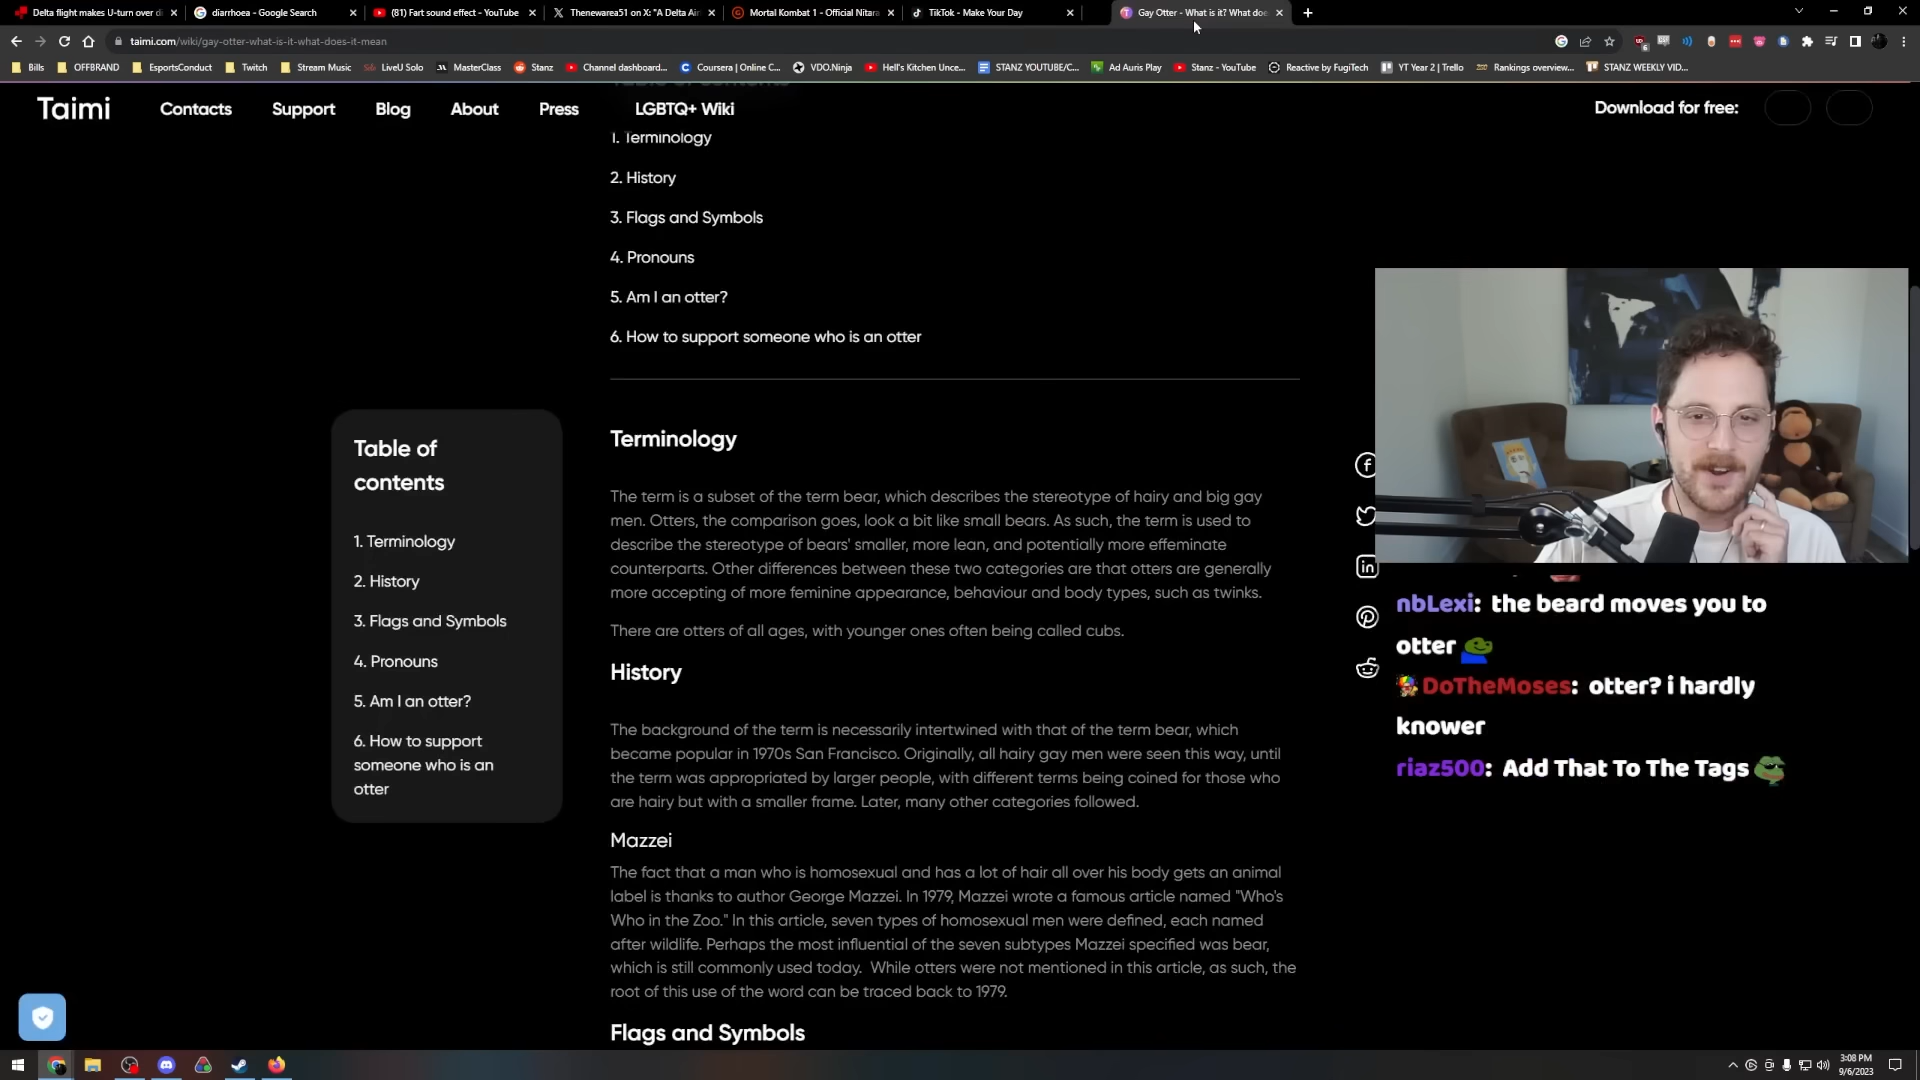 Delta flight makes U-turn over di
diarrhoea - Google Search
(81) Fart sound effect - YouTube
Thenewarea51 on X: "A Delta Air
Mortal Kombat 1 - Official Nitara
TikTok - Make Your Day
Gay Otter - What is it? What doe
taimi.com/wiki/gay-otter-what-is-it-what-does-it-mean
Bills
OFFBRAND
EsportsConduct
Twitch
Stream Music
LiveU Solo
MasterClass
Stanz
Channel dashboard...
Coursera | Online C...
VDO.Ninja
Hell's Kitchen Unce...
STANZ YOUTUBE/C...
Ad Auris Play
Stanz - YouTube
Reactive by FugiTech
YT Year 2 | Trello
Rankings overview...
STANZ WEEKLY VID...
Taimi
Contacts
Support
Blog
About
Press
LGBTQ+ Wiki
Download for free:
1. Terminology
2. History
3. Flags and Symbols
4. Pronouns
5. Am I an otter?
6. How to support someone who is an otter
Table of
contents
1. Terminology
2. History
3. Flags and Symbols
4. Pronouns
5. Am I an otter?
6. How to support
someone who is an
otter
Terminology
The term is a subset of the term bear, which describes the stereotype of hairy and big gay
men. Otters, the comparison goes, look a bit like small bears. As such, the term is used to
describe the stereotype of bears' smaller, more lean, and potentially more effeminate
counterparts. Other differences between these two categories are that otters are generally
more accepting of more feminine appearance, behaviour and body types, such as twinks.
There are otters of all ages, with younger ones often being called cubs.
History
The background of the term is necessarily intertwined with that of the term bear, which
became popular in 1970s San Francisco. Originally, all hairy gay men were seen this way, until
the term was appropriated by larger people, with different terms being coined for those who
are hairy but with a smaller frame. Later, many other categories followed.
Mazzei
The fact that a man who is homosexual and has a lot of hair all over his body gets an animal
label is thanks to author George Mazzei. In 1979, Mazzei wrote a famous article named "Who's
Who in the Zoo." In this article, seven types of homosexual men were defined, each named
after wildlife. Perhaps the most influential of the seven subtypes Mazzei specified was bear,
which is still commonly used today. While otters were not mentioned in this article, as such, the
root of this use of the word can be traced back to 1979.
Flags and Symbols
nbLexi: the beard moves you to
otter
DoTheMoses: otter? i hardly
knower
riaz500: Add That To The Tags
3:08 PM
9/6/2023